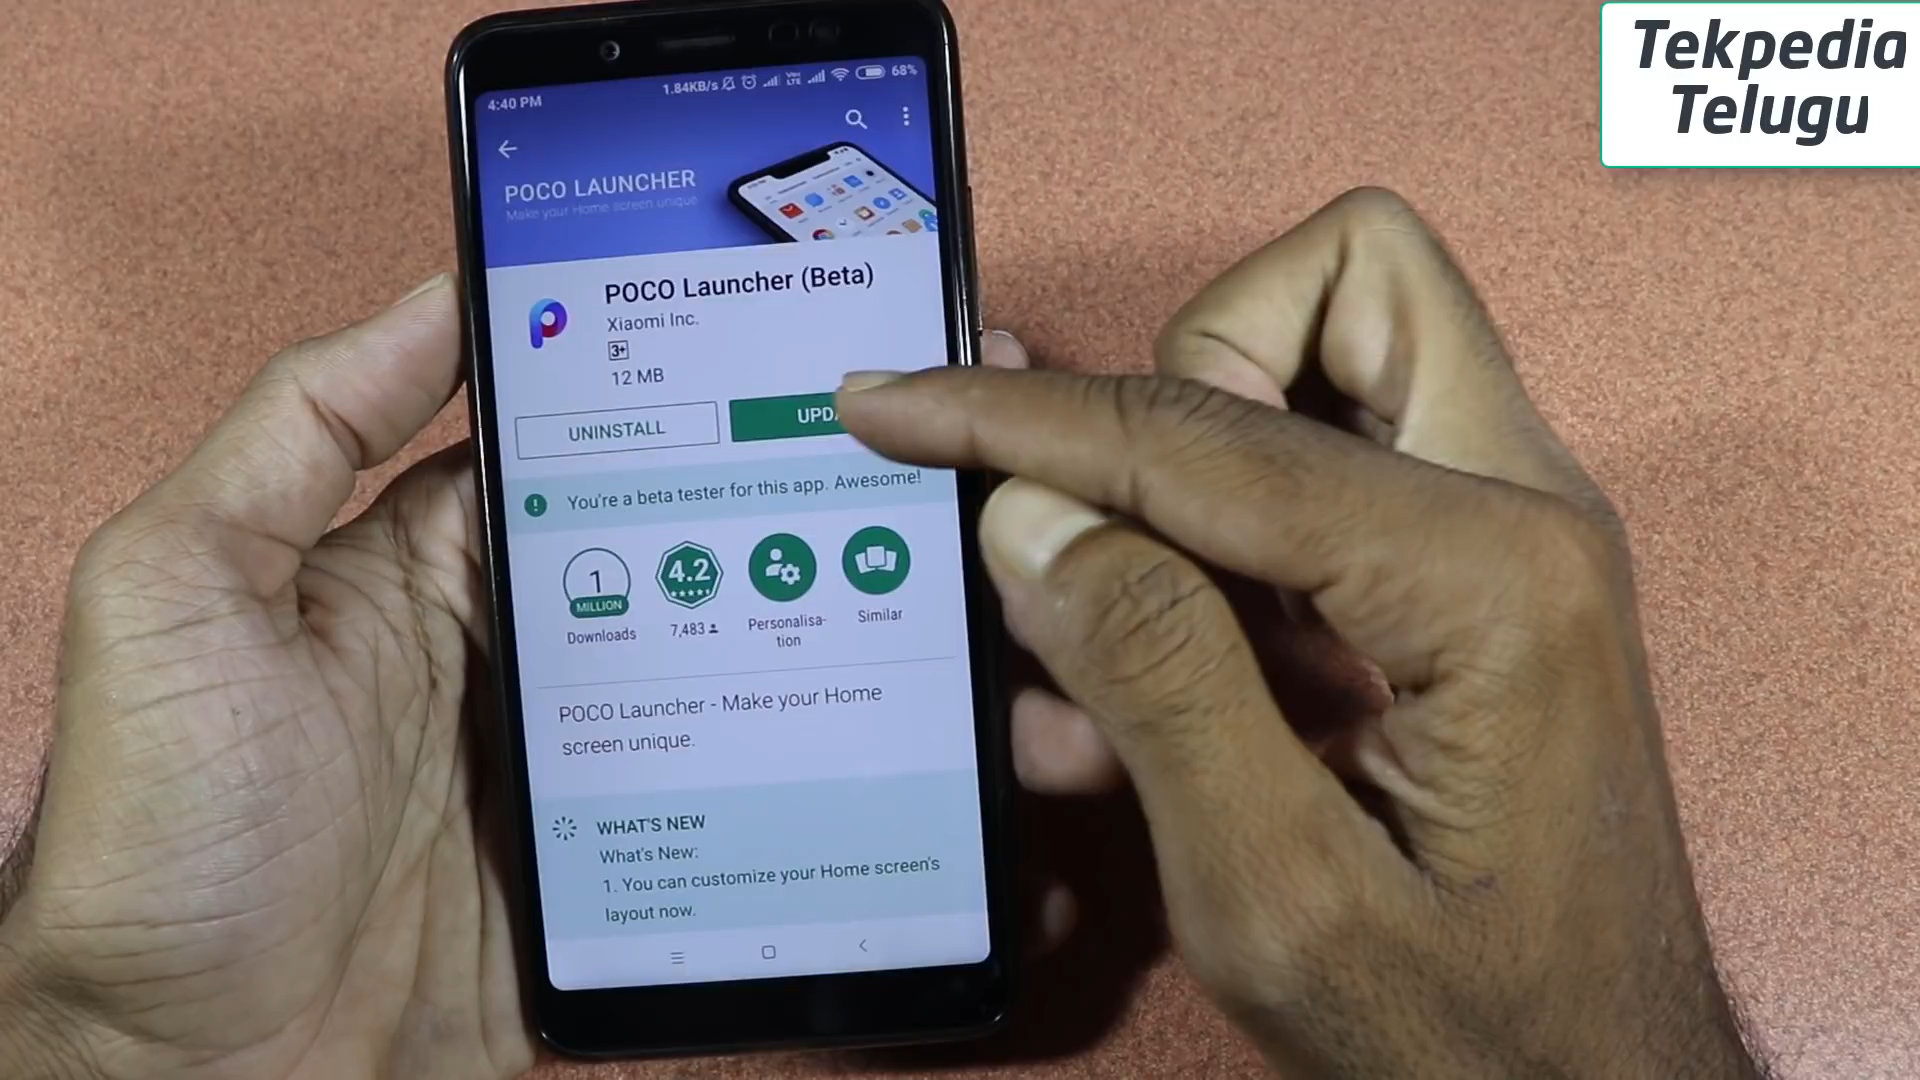 Tekpedia
Telugu
4:40 PM
1.84KB/s
68%
POCO LAUNCHER
Make your Home screen unique
POCO Launcher (Beta)
Xiaomi Inc.
3+
12 MB
UNINSTALL
UPDA
You're a beta tester for this app. Awesome!
1
MILLION
Downloads
4.2
7,483
Personalisa-
tion
Similar
POCO Launcher - Make your Home
screen unique.
WHAT'S NEW
What's New:
1. You can customize your Home screen's
layout now.